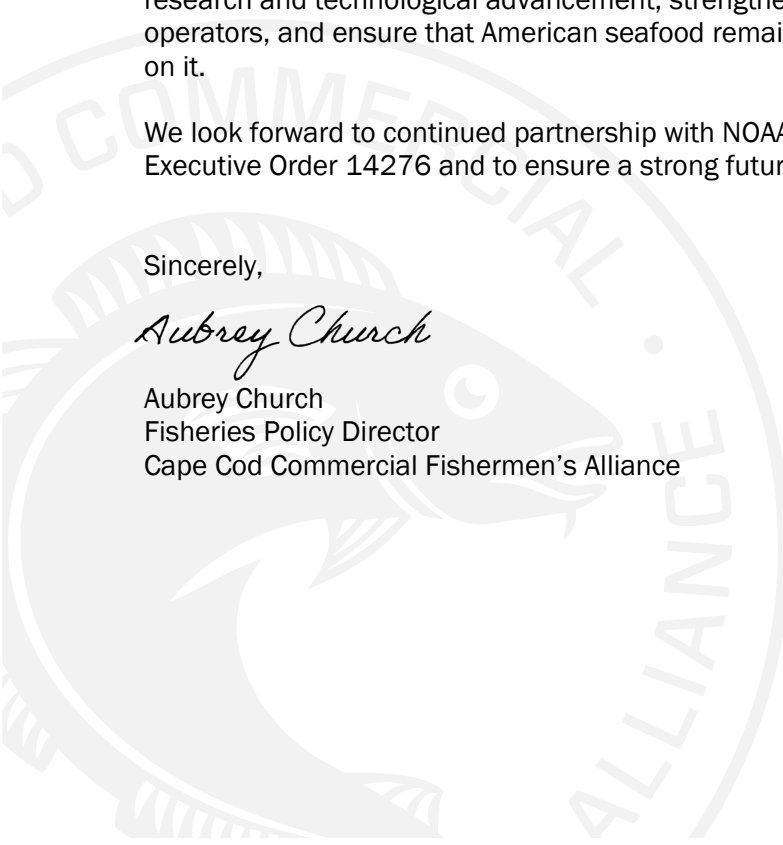 research and technological advancement, strengthe
operators, and ensure that American seafood remai
on it.
We look forward to continued partnership with NOAA
Executive Order 14276 and to ensure a strong futur
Sincerely,
Aubrey Church
Aubrey Church
Fisheries Policy Director
Cape Cod Commercial Fishermen’s Alliance
D COMMERCIAL • ALLIANCE